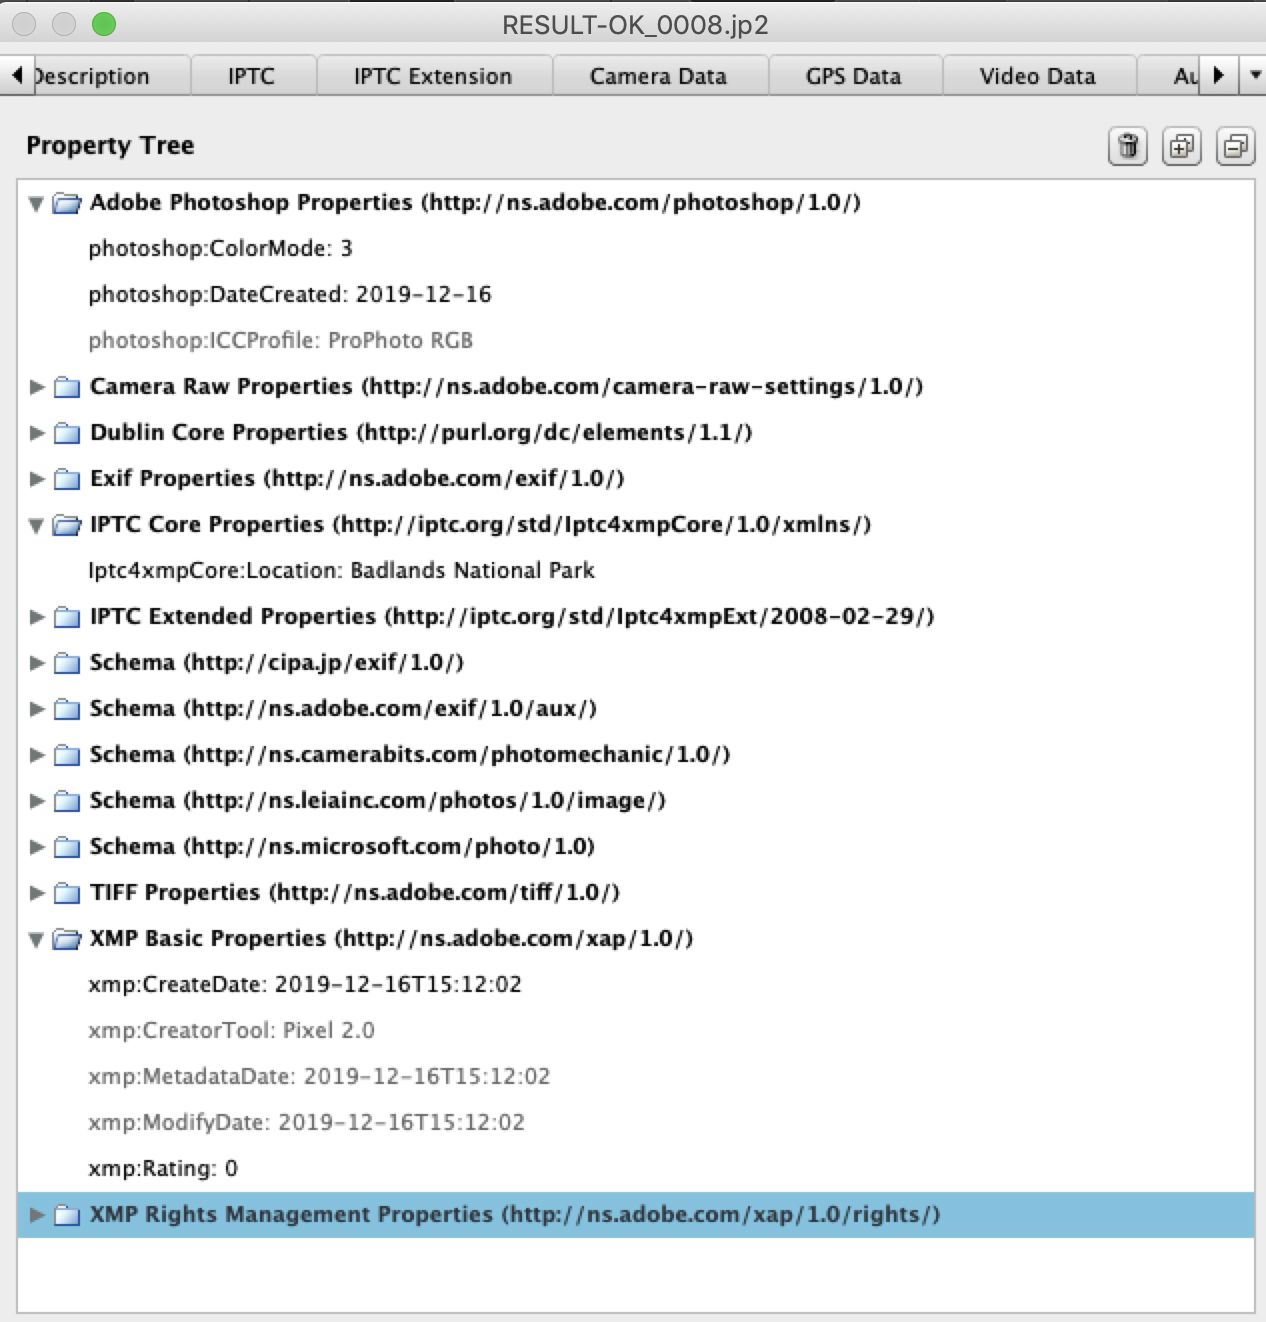 RESULT-OK_0008.jp2
Description IPTC IPTC Extension Camera Data GPS Data Video Data
Property Tree
Adobe Photoshop Properties (http://ns.adobe.com/photoshop/1.0/)
photoshop:ColorMode: 3
photoshop:DateCreated: 2019-12-16
photoshop:ICCProfile: ProPhoto RGB
Camera Raw Properties (http://ns.adobe.com/camera-raw-settings/1.0/)
Dublin Core Properties (http://purl.org/dc/elements/1.1/)
Exif Properties (http://ns.adobe.com/exif/1.0/)
IPTC Core Properties (http://iptc.org/std/Iptc4xmpCore/1.0/xmlns/)
Iptc4xmpCore:Location: Badlands National Park
IPTC Extended Properties (http://iptc.org/std/Iptc4xmpExt/2008-02-29/)
Schema (http://cipa.jp/exif/1.0/)
Schema (http://ns.adobe.com/exif/1.0/aux/)
Schema (http://ns.camerabits.com/photomechanic/1.0/)
Schema (http://ns.leiainc.com/photos/1.0/image/)
Schema (http://ns.microsoft.com/photo/1.0)
TIFF Properties (http://ns.adobe.com/tiff/1.0/)
XMP Basic Properties (http://ns.adobe.com/xap/1.0/)
xmp:CreateDate: 2019-12-16T15:12:02
xmp:CreatorTool: Pixel 2.0
xmp:MetadataDate: 2019-12-16T15:12:02
xmp:ModifyDate: 2019-12-16T15:12:02
xmp:Rating: 0
XMP Rights Management Properties (http://ns.adobe.com/xap/1.0/rights/)